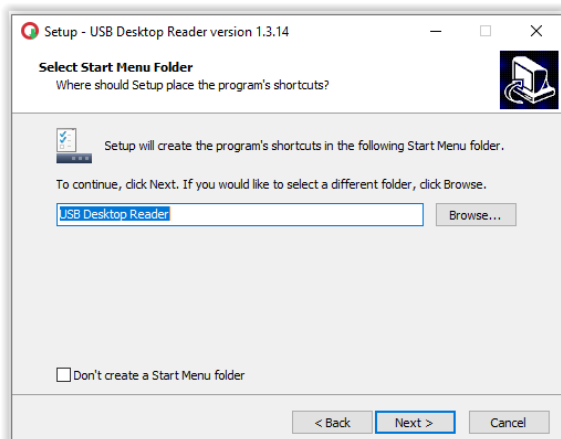 Setup - USB Desktop Reader version 1.3.14
Select Start Menu Folder
Where should Setup place the program's shortcuts?
Setup will create the program's shortcuts in the following Start Menu folder.
To continue, click Next. If you would like to select a different folder, click Browse.
USB Desktop Reader
Browse...
Don't create a Start Menu folder
< Back
Next >
Cancel